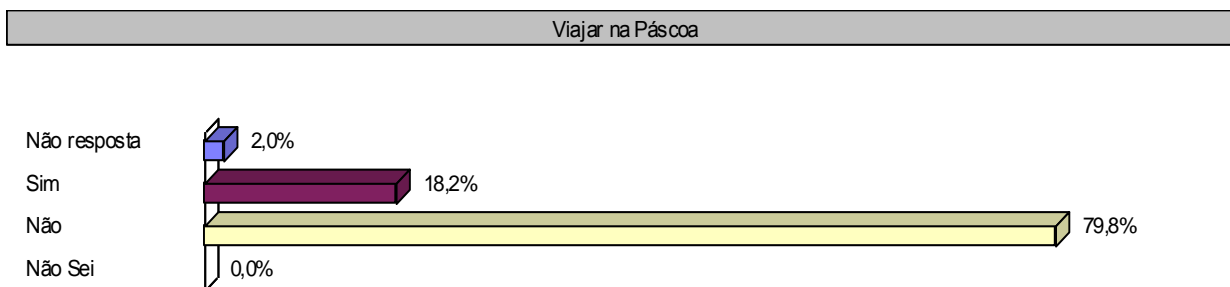 Viajar na Páscoa
Não resposta 2,0%
Sim 18,2%
Não 79,8%
Não Sei 0,0%